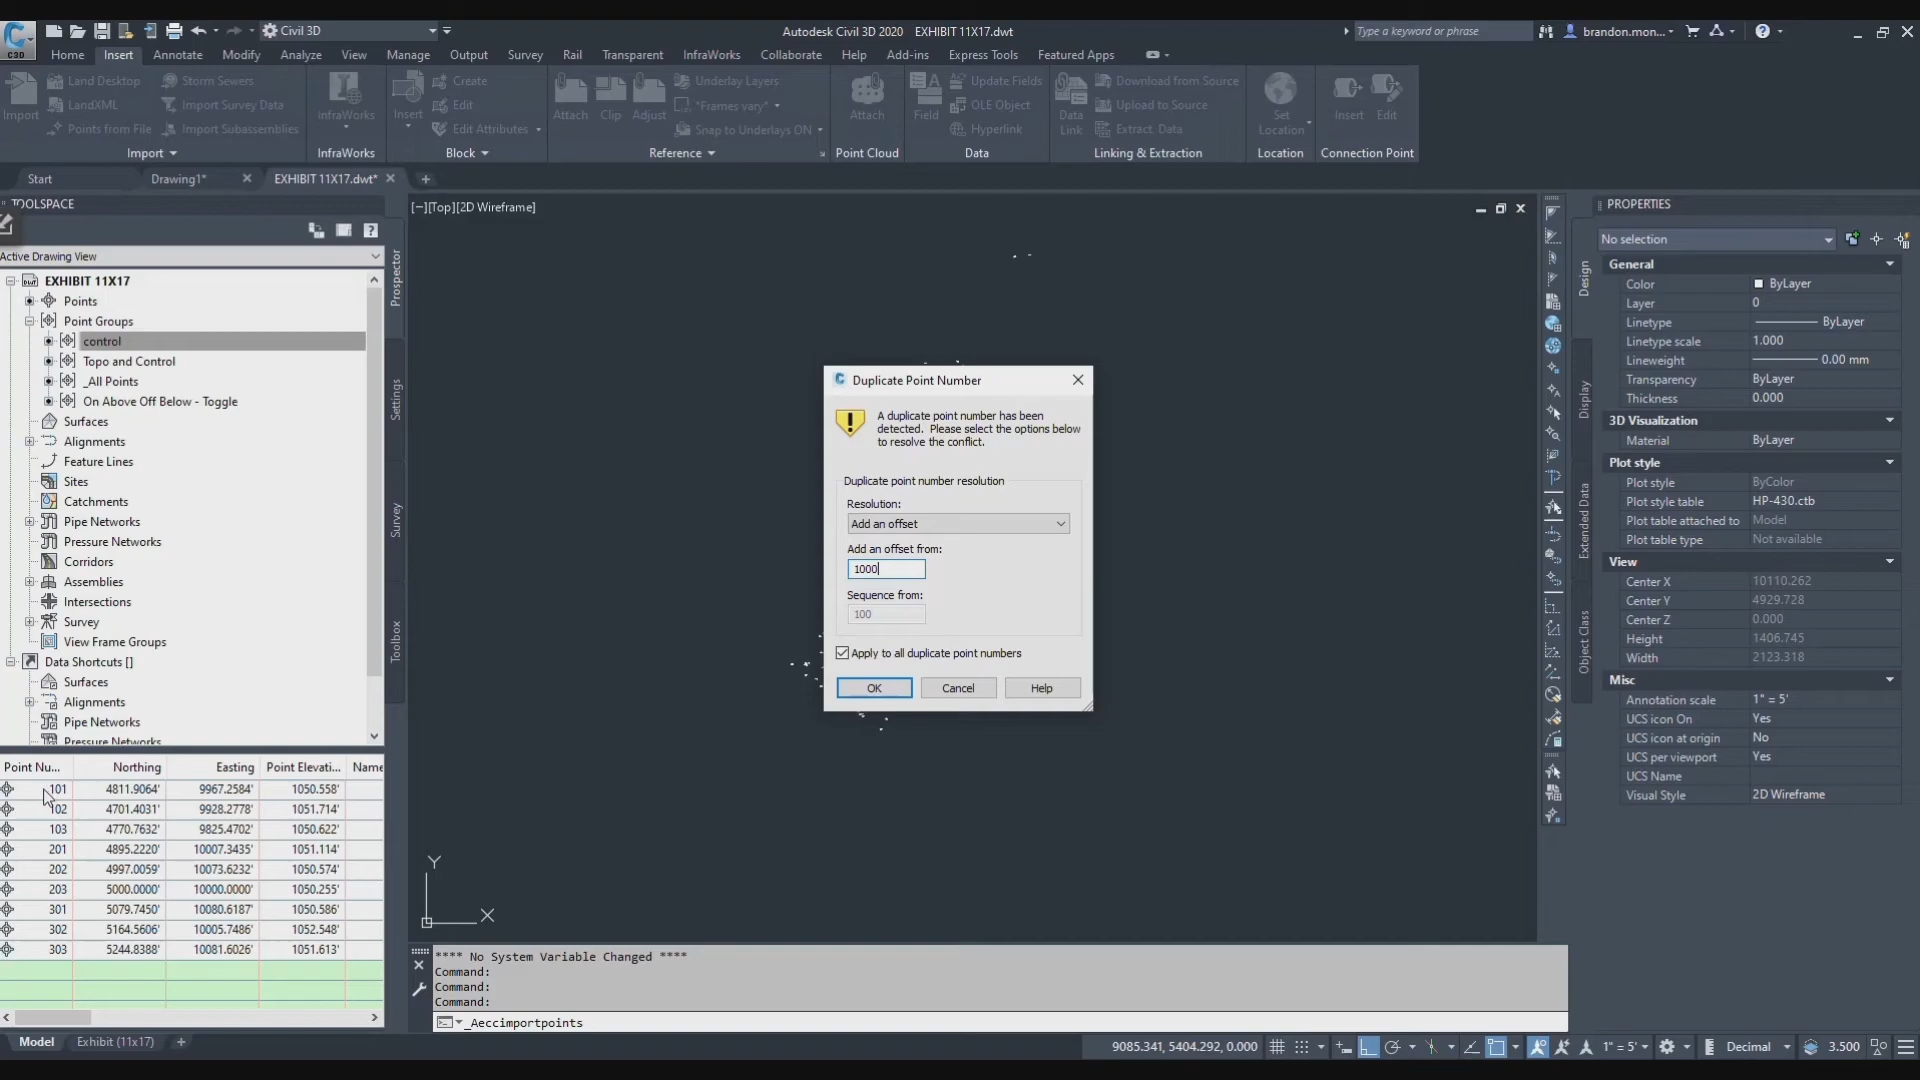 Civil 3D
Autodesk Civil 3D 2020 EXHIBIT 11X17.dwt
Type a keyword or phrase
brandon.mon...
C3D
Home Insert Annotate Modify Analyze View Manage Output Survey Rail Transparent InfraWorks Collaborate Help Add-ins Express Tools Featured Apps
Import
Land Desktop
LandXML
Points from File
Storm Sewers
Import Survey Data
Import Subassemblies
InfraWorks
Insert
Create
Edit
Edit Attributes
Attach
Clip
Adjust
Underlay Layers
*Frames vary*
Snap to Underlays ON
Attach
Field
Update Fields
OLE Object
Hyperlink
Data
Link
Download from Source
Upload to Source
Extract Data
Set
Location
Insert
Edit
Import InfraWorks Block Reference Point Cloud Data Linking & Extraction Location Connection Point
Start Drawing1* EXHIBIT 11X17.dwt*
TOOLSPACE
Active Drawing View
EXHIBIT 11X17
Points
Point Groups
control
Topo and Control
_All Points
On Above Off Below - Toggle
Surfaces
Alignments
Feature Lines
Sites
Catchments
Pipe Networks
Pressure Networks
Corridors
Assemblies
Intersections
Survey
View Frame Groups
Data Shortcuts []
Surfaces
Alignments
Pipe Networks
Pressure Networks
Prospector
Settings
Survey
Toolbox
Point Nu... Northing Easting Point Elevati... Name
101 4811.9064' 9967.2584' 1050.558'
102 4701.4031' 9928.2778' 1051.714'
103 4770.7632' 9825.4702' 1050.622'
201 4895.2220' 10007.3435' 1051.114'
202 4997.0059' 10073.6232' 1050.574'
203 5000.0000' 10000.0000' 1050.255'
301 5079.7450' 10080.6187' 1050.586'
302 5164.5606' 10005.7486' 1052.548'
303 5244.8388' 10081.6026' 1051.613'
[−][Top][2D Wireframe]
Duplicate Point Number
A duplicate point number has been
detected. Please select the options below
to resolve the conflict.
Duplicate point number resolution
Resolution:
Add an offset
Add an offset from:
1000
Sequence from:
100
Apply to all duplicate point numbers
OK Cancel Help
Y
X
**** No System Variable Changed ****
Command:
Command:
Command:
_Aeccimportpoints
PROPERTIES
No selection
General
Color ByLayer
Layer 0
Linetype ByLayer
Linetype scale 1.000
Lineweight 0.00 mm
Transparency ByLayer
Thickness 0.000
3D Visualization
Material ByLayer
Plot style
Plot style ByColor
Plot style table HP-430.ctb
Plot table attached to Model
Plot table type Not available
View
Center X 10110.262
Center Y 4929.728
Center Z 0.000
Height 1406.745
Width 2123.318
Misc
Annotation scale 1" = 5'
UCS icon On Yes
UCS icon at origin No
UCS per viewport Yes
UCS Name
Visual Style 2D Wireframe
Design
Display
Extended Data
Object Class
Model Exhibit (11x17)
9085.341, 5404.292, 0.000
1" = 5'
Decimal
3.500